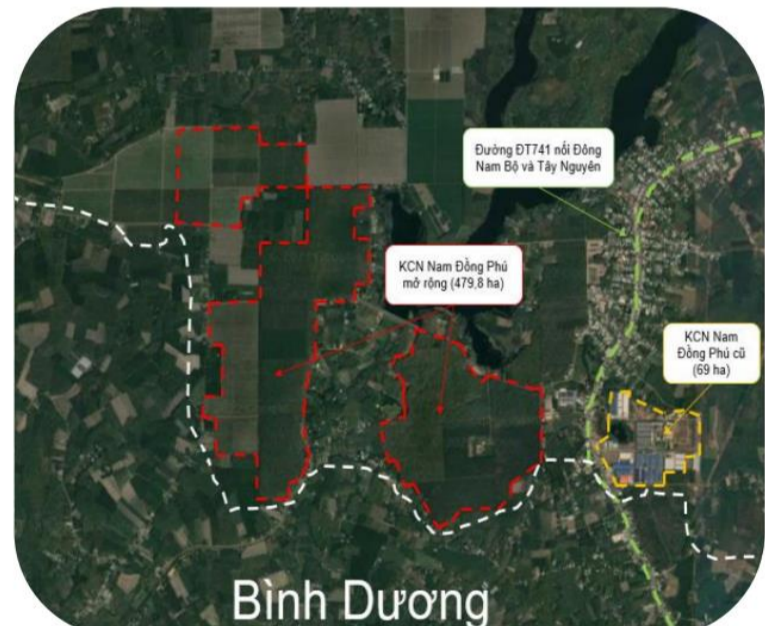 Đường ĐT741 nối Đông
Nam Bộ và Tây Nguyên
KCN Nam Đồng Phú
mở rộng (479,8 ha)
KCN Nam
Đồng Phú cũ
(69 ha)
Bình Dương